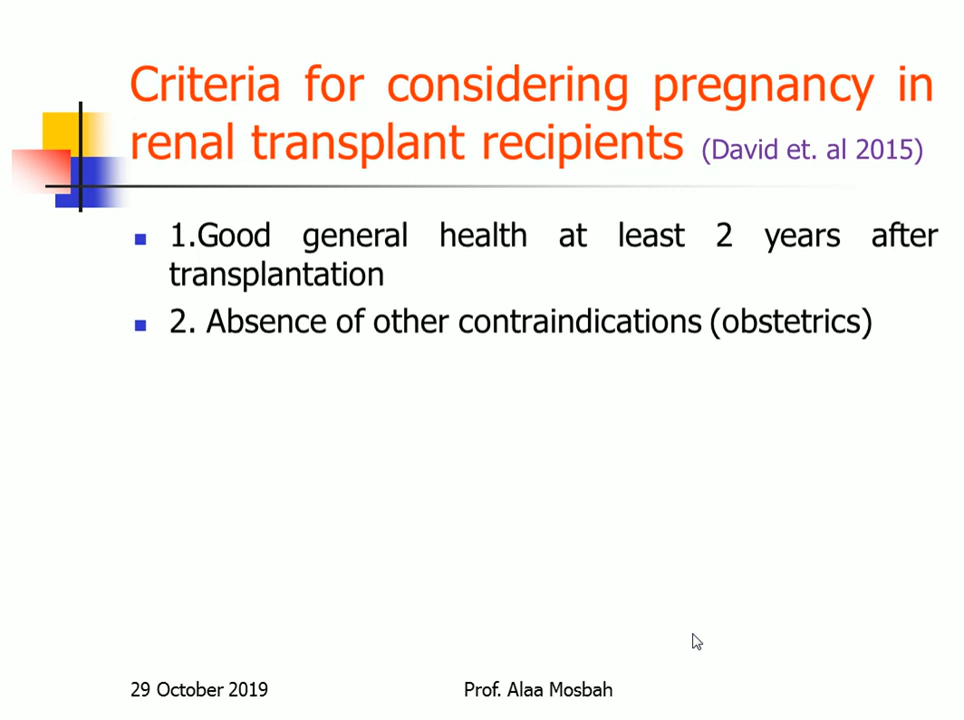 Criteria for considering pregnancy in
renal transplant recipients (David et. al 2015)
1.Good general health at least 2 years after
transplantation
2. Absence of other contraindications (obstetrics)
29 October 2019
Prof. Alaa Mosbah